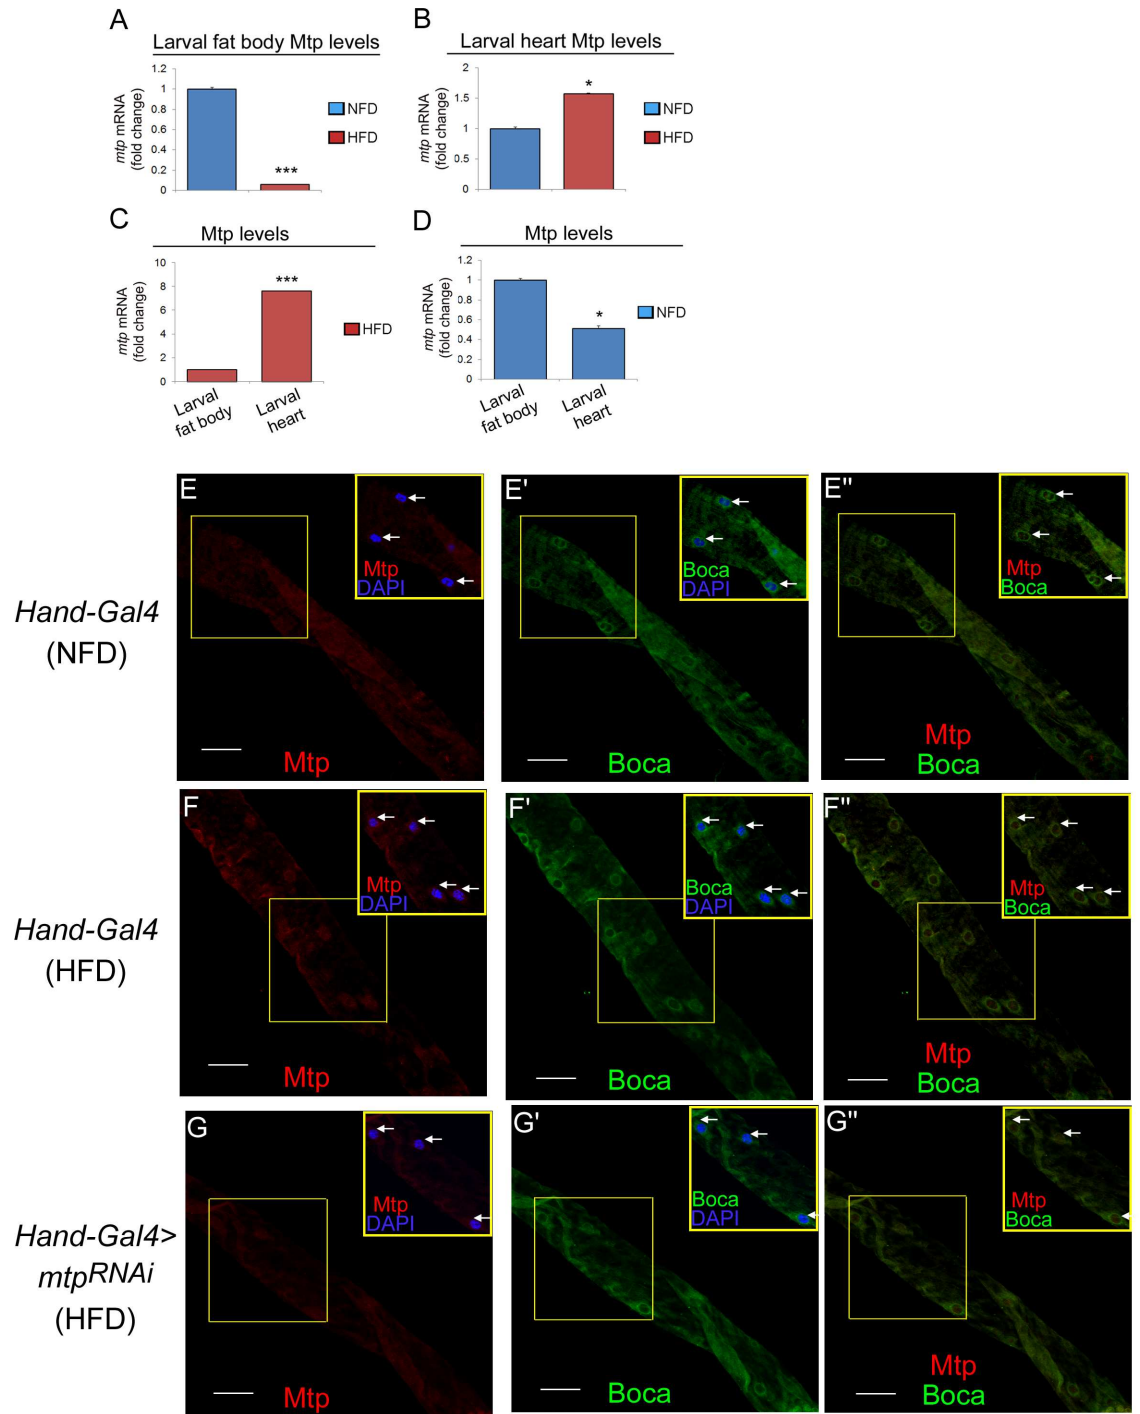 A
Larval fat body Mtp levels
mtp mRNA
(fold change)
1.2
1
0.8
0.6
0.4
0.2
0
***
NFD
HFD
B
Larval heart Mtp levels
mtp mRNA
(fold change)
2
1.5
1
0.5
0
*
NFD
HFD
C
Mtp levels
mtp mRNA
(fold change)
10
8
6
4
2
0
***
HFD
Larval
fat body
Larval
heart
D
Mtp levels
mtp mRNA
(fold change)
1.2
1
0.8
0.6
0.4
0.2
0
*
NFD
Larval
fat body
Larval
heart
Hand-Gal4
(NFD)
E
Mtp
DAPI
Mtp
E'
Boca
DAPI
Boca
E"
Mtp
Boca
Mtp
Boca
Hand-Gal4
(HFD)
F
Mtp
DAPI
Mtp
F'
Boca
DAPI
Boca
F"
Mtp
Boca
Mtp
Boca
Hand-Gal4>
mtpRNAi
(HFD)
G
Mtp
DAPI
Mtp
G'
Boca
DAPI
Boca
G"
Mtp
Boca
Mtp
Boca